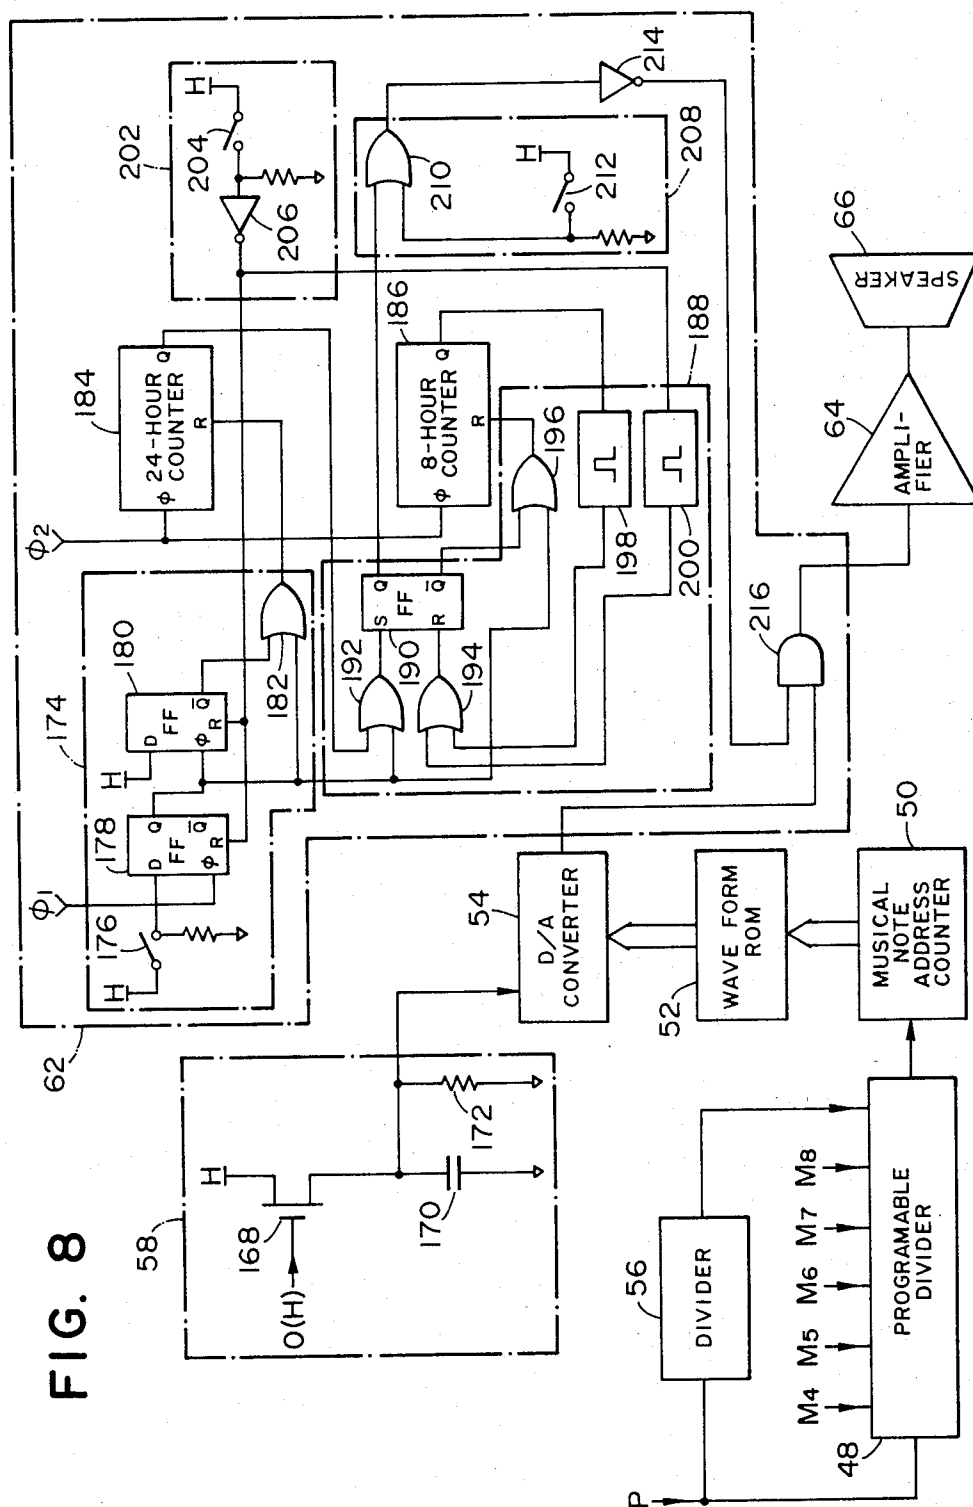 FIG. 8
58
H
168
O(H)
170
172
62
174
H
176
ϕ1
178
D
Q
FF
ϕ
R
Q̅
H
180
D
FF
ϕ
R
Q̅
182
ϕ2
184
24-HOUR
COUNTER
ϕ
Q
R
202
204
H
206
186
8-HOUR
COUNTER
ϕ
Q
R
188
190
S
Q
FF
R
Q̅
192
194
196
198
200
208
210
212
H
214
216
54
D/A
CONVERTER
52
WAVE FORM
ROM
50
MUSICAL
NOTE
ADDRESS
COUNTER
64
AMPLI-
FIER
66
SPEAKER
P
56
DIVIDER
M4
M5
M6
M7
M8
48
PROGRAMABLE
DIVIDER